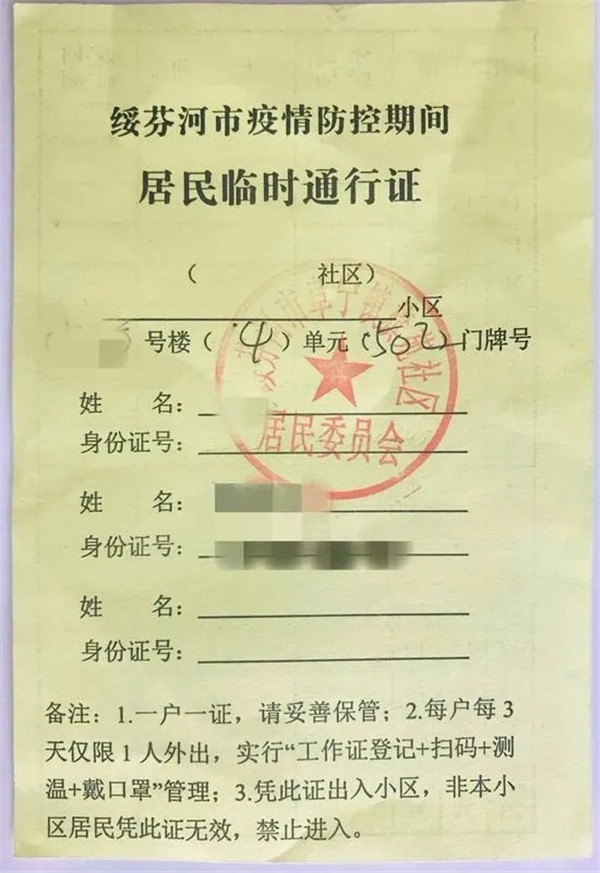 绥芬河市疫情防控期间
居民临时通行证
（ 社区）
小区
（ ）号楼（4）单元（502）门牌号
姓 名：
身份证号：
姓 名：
身份证号：
姓 名：
身份证号：
备注：1.一户一证，请妥善保管；2.每户每 3
天仅限 1 人外出，实行“工作证登记+扫码+测
温+戴口罩”管理；3.凭此证出入小区，非本小
区居民凭此证无效，禁止进入。
社区
居民委员会